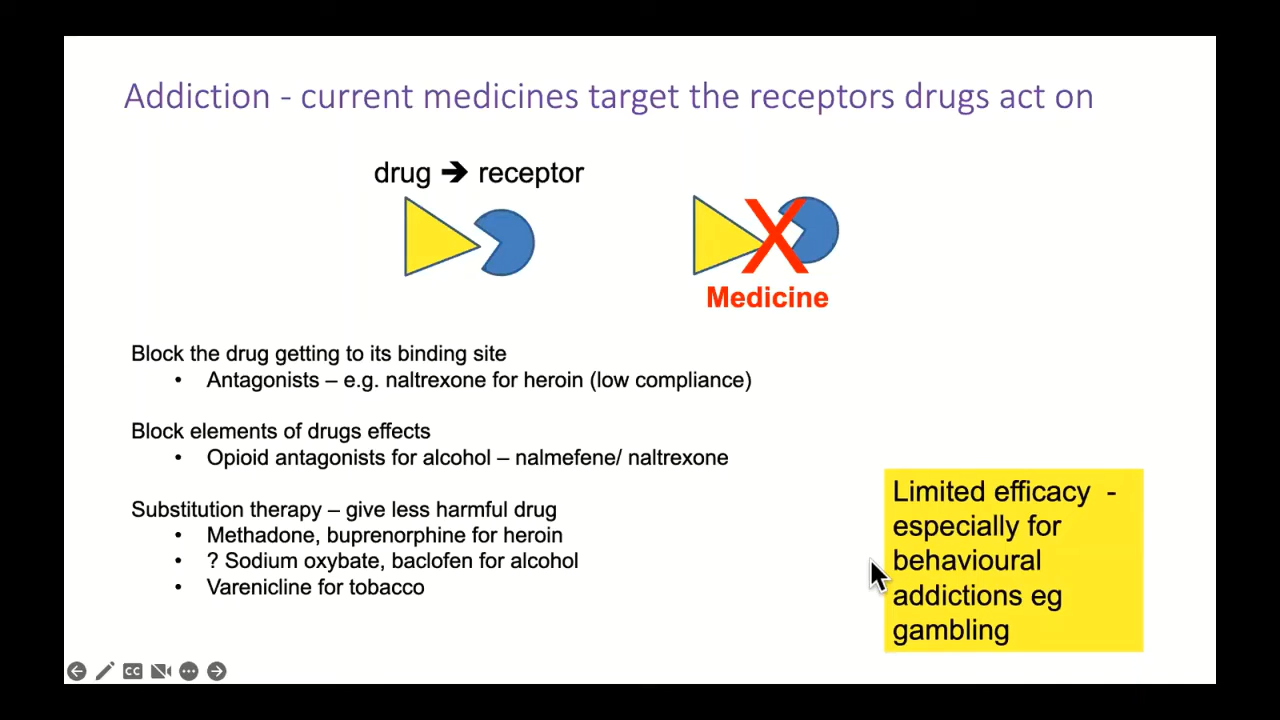 Addiction - current medicines target the receptors drugs act on
drug ➔ receptor
X
Medicine
Block the drug getting to its binding site
• Antagonists – e.g. naltrexone for heroin (low compliance)
Block elements of drugs effects
• Opioid antagonists for alcohol – nalmefene/ naltrexone
Substitution therapy – give less harmful drug
• Methadone, buprenorphine for heroin
• ? Sodium oxybate, baclofen for alcohol
• Varenicline for tobacco
Limited efficacy -
especially for
behavioural
addictions eg
gambling
CC